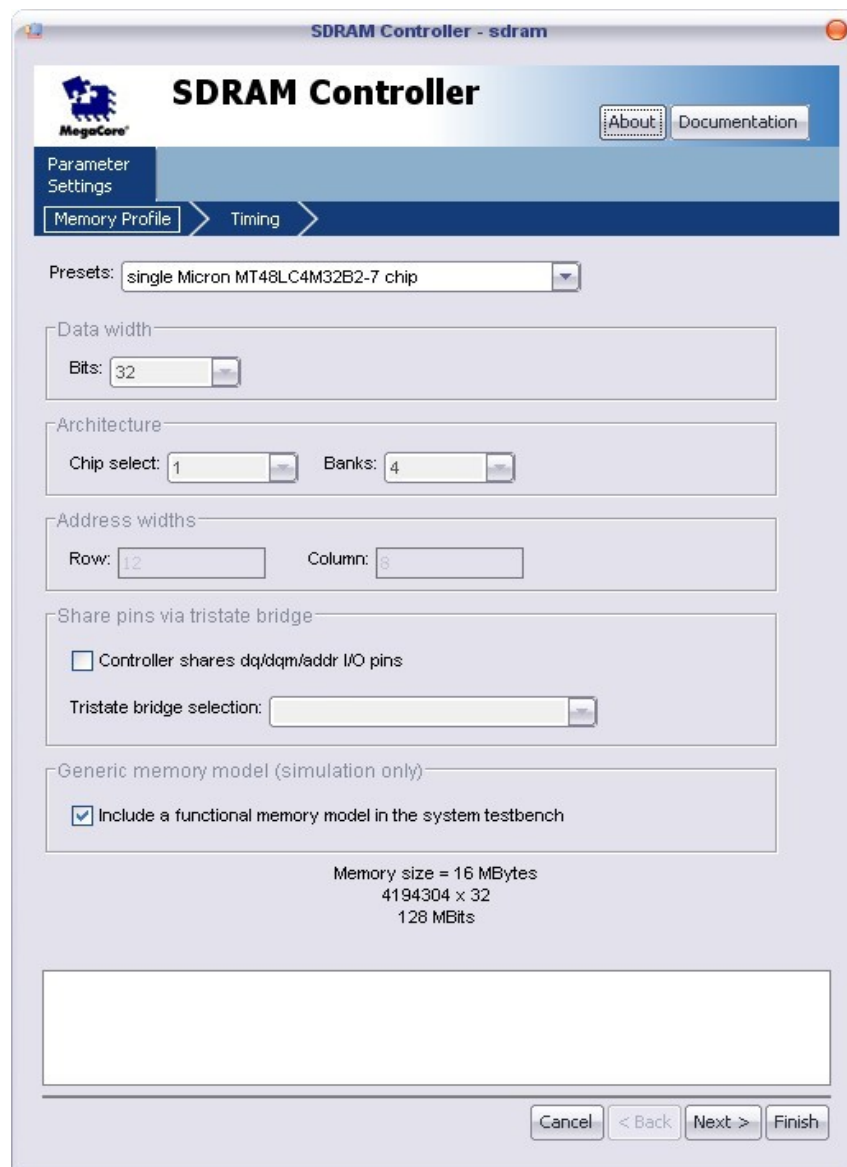 SDRAM Controller - sdram
SDRAM Controller
MegaCore®
About Documentation
Parameter
Settings
Memory Profile Timing
Presets: single Micron MT48LC4M32B2-7 chip
Data width
Bits: 32
Architecture
Chip select: 1 Banks: 4
Address widths
Row: 12 Column: 8
Share pins via tristate bridge
Controller shares dq/dqm/addr I/O pins
Tristate bridge selection:
Generic memory model (simulation only)
Include a functional memory model in the system testbench
Memory size = 16 MBytes
4194304 x 32
128 MBits
Cancel < Back Next > Finish